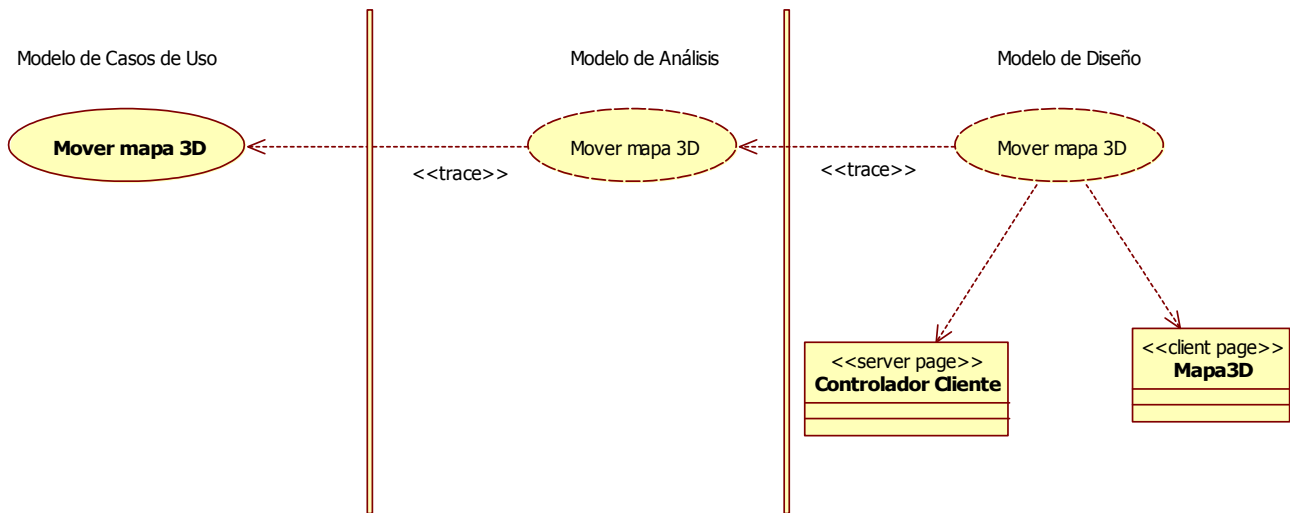 Modelo de Casos de Uso
Modelo de Análisis
Modelo de Diseño
Mover mapa 3D
Mover mapa 3D
Mover mapa 3D
<<trace>>
<<trace>>
<<server page>>
Controlador Cliente
<<client page>>
Mapa3D